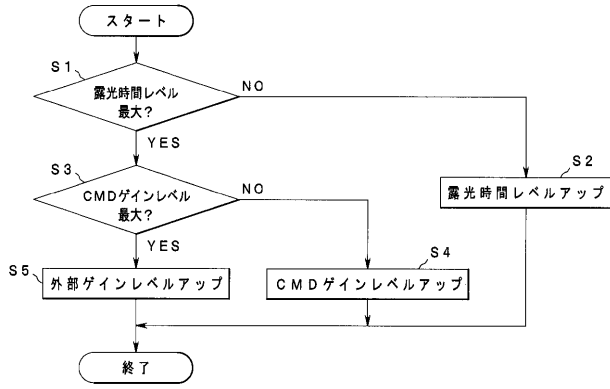 スタート
S1
露光時間レベル
最大?
NO
YES
S2
露光時間レベルアップ
S3
CMDゲインレベル
最大?
NO
YES
S4
CMDゲインレベルアップ
S5
外部ゲインレベルアップ
終了